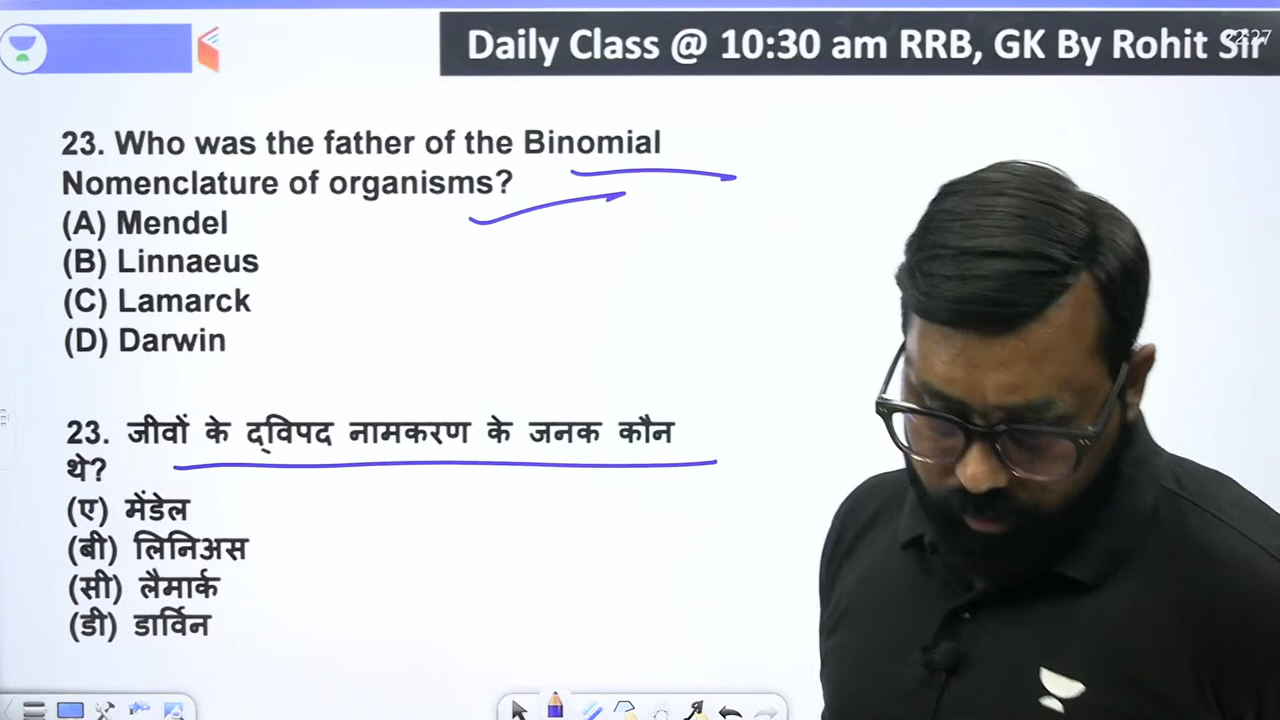 Daily Class @ 10:30 am RRB, GK By Rohit Sir
23. Who was the father of the Binomial
Nomenclature of organisms?
(A) Mendel
(B) Linnaeus
(C) Lamarck
(D) Darwin
23. जीवों के द्विपद नामकरण के जनक कौन
थे?
(ए) मेंडेल
(बी) लिनिअस
(सी) लैमार्क
(डी) डार्विन